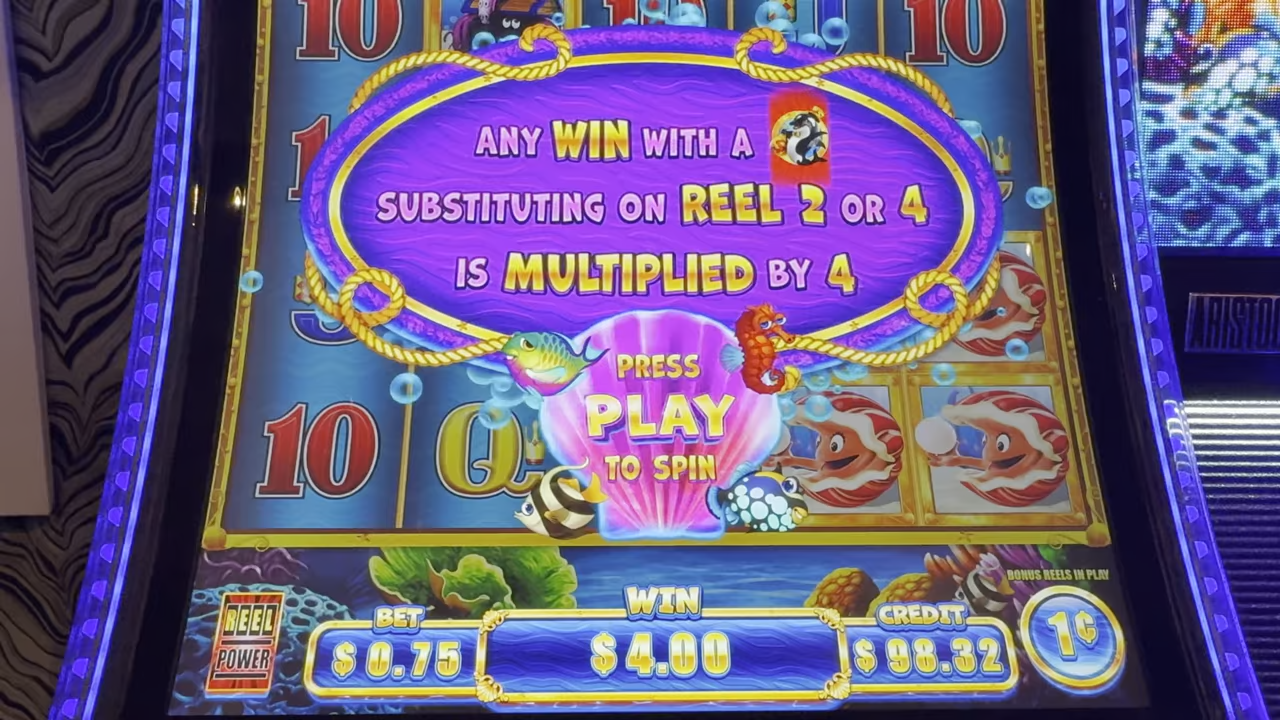 10
10
ANY WIN WITH A
SUBSTITUTING ON REEL 2 OR 4
IS MULTIPLIED BY 4
PRESS
PLAY
TO SPIN
10
Q
BONUS REELS IN PLAY
REEL
POWER
BET
$0.75
WIN
$4.00
CREDIT
$98.32
1¢